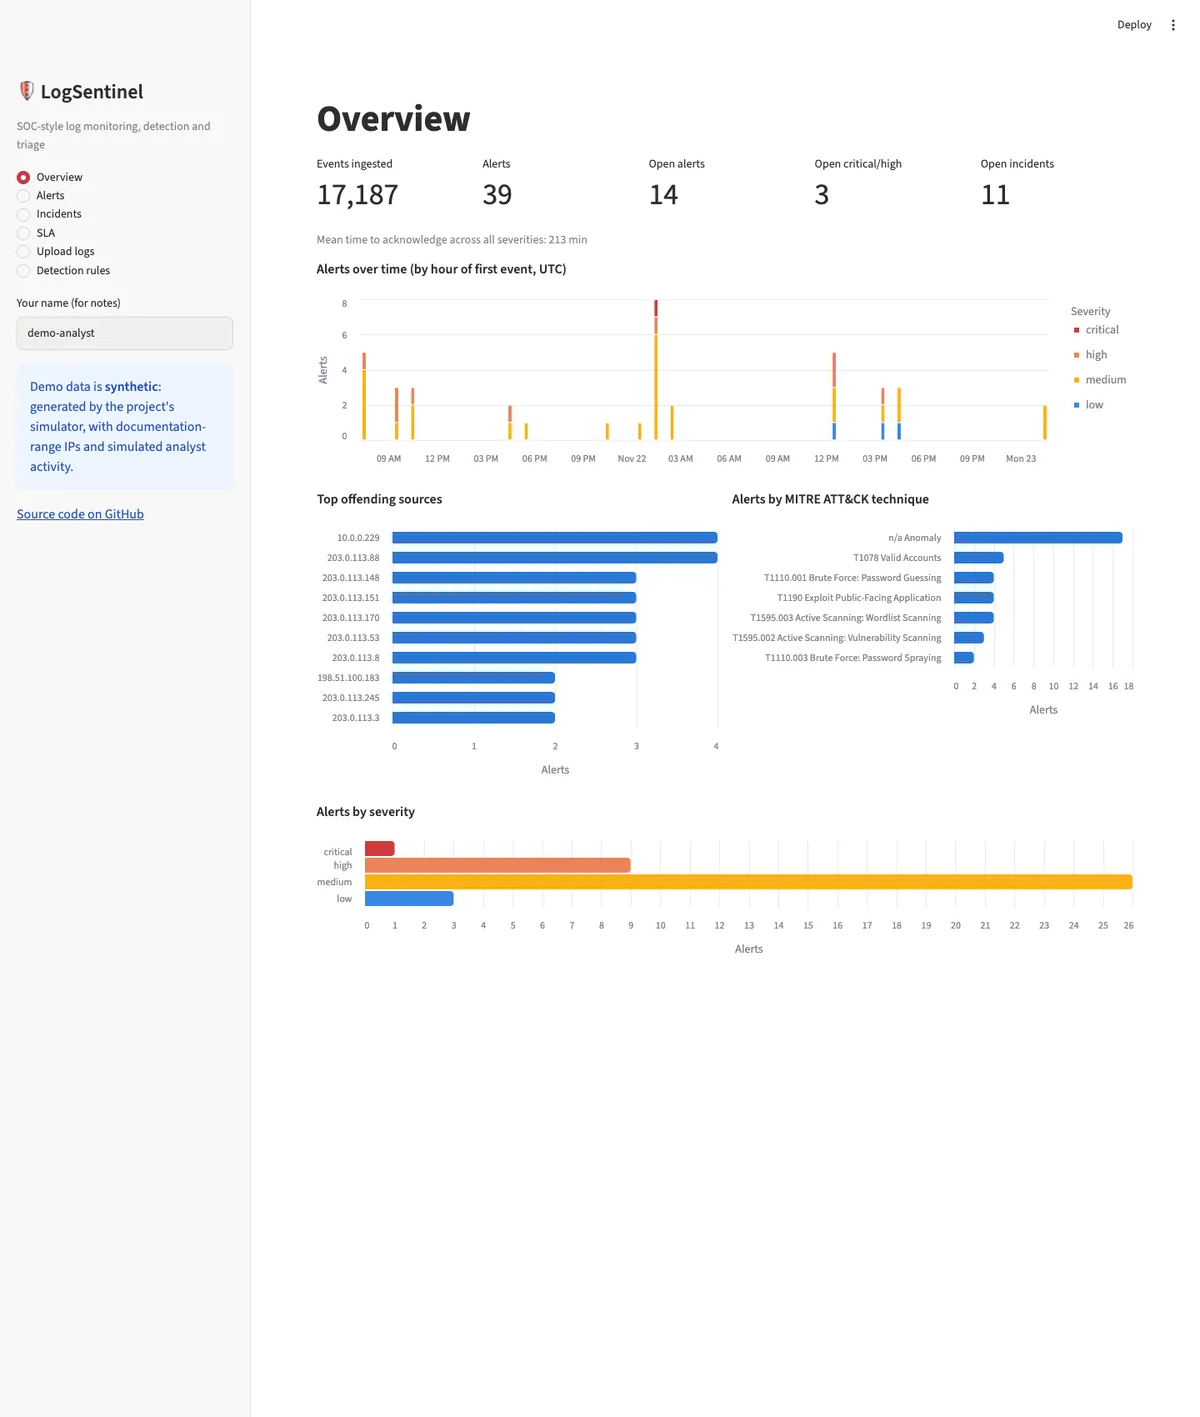 Deploy
LogSentinel
SOC-style log monitoring, detection and
triage
Overview
Alerts
Incidents
SLA
Upload logs
Detection rules
Your name (for notes)
demo-analyst
Demo data is synthetic:
generated by the project's
simulator, with documentation-
range IPs and simulated analyst
activity.
Source code on GitHub
Overview
Events ingested
17,187
Alerts
39
Open alerts
14
Open critical/high
3
Open incidents
11
Mean time to acknowledge across all severities: 213 min
Alerts over time (by hour of first event, UTC)
Alerts
8
6
4
2
0
09 AM 12 PM 03 PM 06 PM 09 PM Nov 22 03 AM 06 AM 09 AM 12 PM 03 PM 06 PM 09 PM Mon 23
Severity
critical
high
medium
low
Top offending sources
10.0.0.229
203.0.113.88
203.0.113.148
203.0.113.151
203.0.113.170
203.0.113.53
203.0.113.8
198.51.100.183
203.0.113.245
203.0.113.3
0 1 2 3 4
Alerts
Alerts by MITRE ATT&CK technique
n/a Anomaly
T1078 Valid Accounts
T1110.001 Brute Force: Password Guessing
T1190 Exploit Public-Facing Application
T1595.003 Active Scanning: Wordlist Scanning
T1595.002 Active Scanning: Vulnerability Scanning
T1110.003 Brute Force: Password Spraying
0 2 4 6 8 10 12 14 16 18
Alerts
Alerts by severity
critical
high
medium
low
0 1 2 3 4 5 6 7 8 9 10 11 12 13 14 15 16 17 18 19 20 21 22 23 24 25 26
Alerts